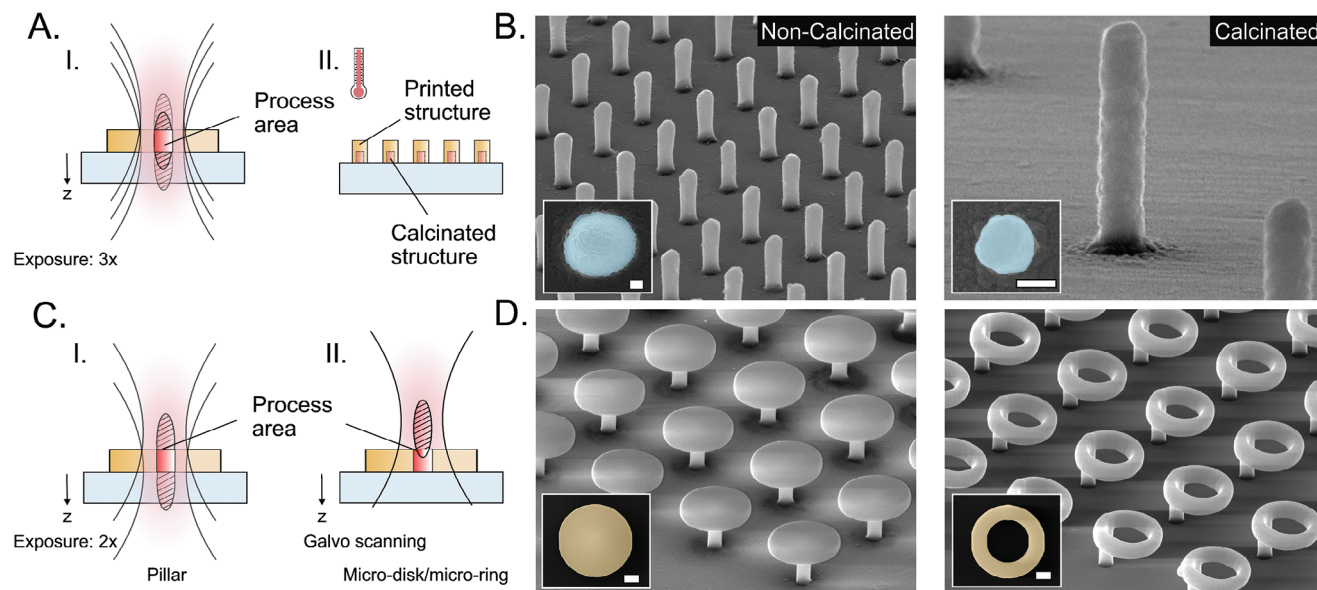 A.
I.
Process
area
z
Exposure: 3x
II.
Printed
structure
Calcinated
structure
B.
Non-Calcinated
Calcinated
C.
I.
Process
area
z
Exposure: 2x
Pillar
II.
z
Galvo scanning
Micro-disk/micro-ring
D.